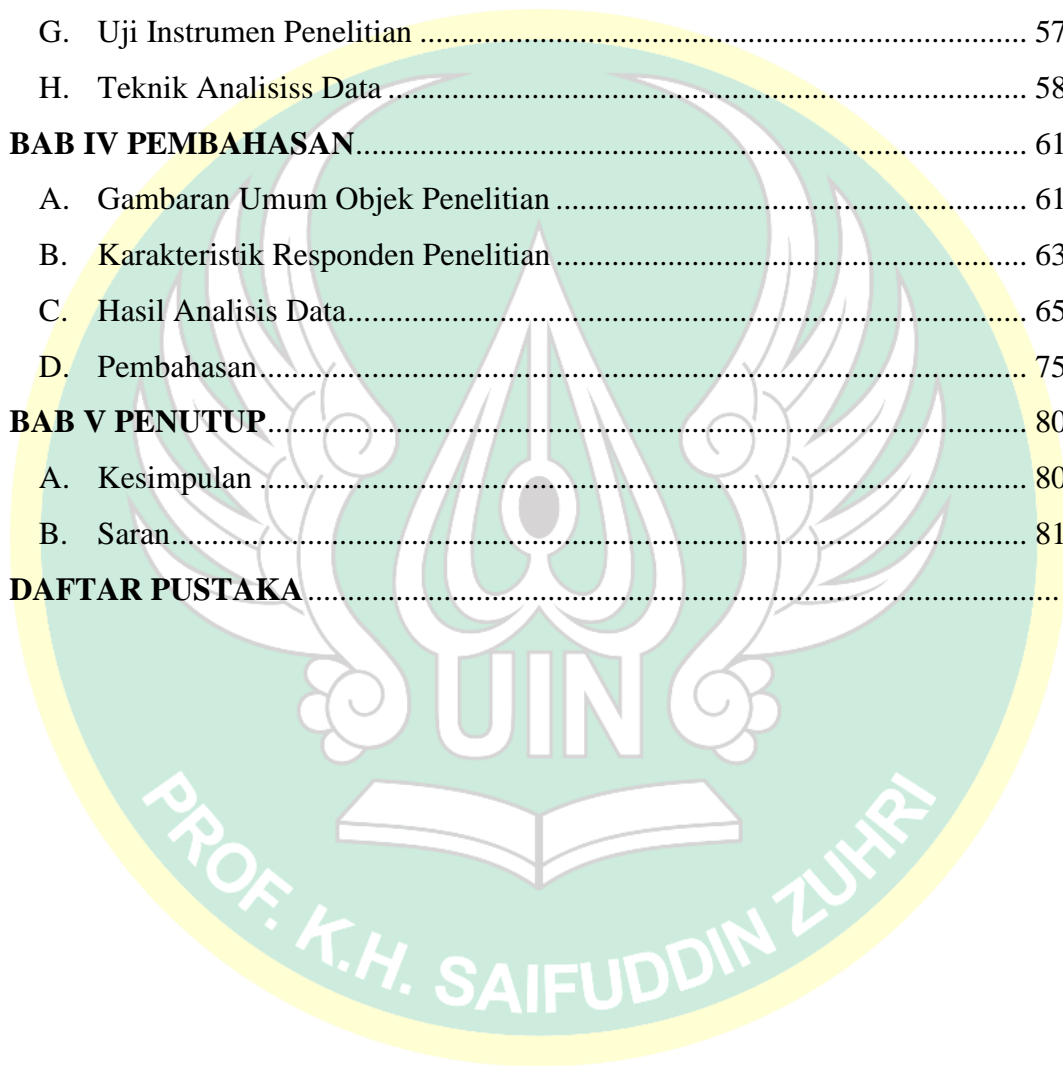 G. Uji Instrumen Penelitian ........................................................................................ 57
H. Teknik Analisiss Data ............................................................................................. 58
BAB IV PEMBAHASAN.................................................................................................. 61
A. Gambaran Umum Objek Penelitian .................................................................... 61
B. Karakteristik Responden Penelitian .................................................................... 63
C. Hasil Analisis Data................................................................................................... 65
D. Pembahasan............................................................................................................... 75
BAB V PENUTUP............................................................................................................. 80
A. Kesimpulan ............................................................................................................... 80
B. Saran............................................................................................................................ 81
DAFTAR PUSTAKA ............................................................................................................
UIN
PROF. K.H. SAIFUDDIN ZUHRI